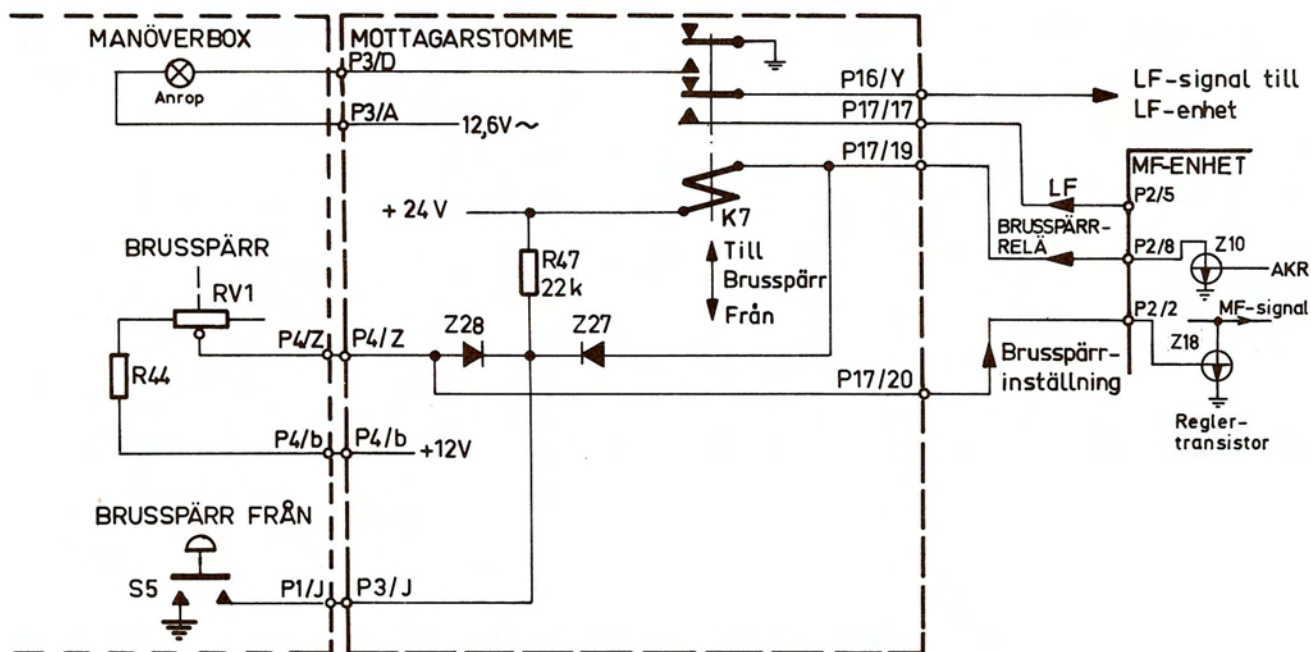 MANÖVERBOX
MOTTAGARSTOMME
P3/D
Anrop
P3/A
12,6V ~
P16/Y
LF-signal till
LF-enhet
P17/17
P17/19
MF-ENHET
LF
P2/5
+ 24 V
K7
BRUSSPÄRR-
RELÄ
P2/8
Z10
AKR
BRUSSPÄRR
RV1
R47
22 k
Till
Brusspärr
Från
P2/2
MF-signal
Z18
P4/Z
P4/Z
Z28
Z27
R44
P17/20
Brusspärr-
inställning
Regler-
transistor
P4/b
P4/b
+12V
BRUSSPÄRR FRÅN
S5
P1/J
P3/J